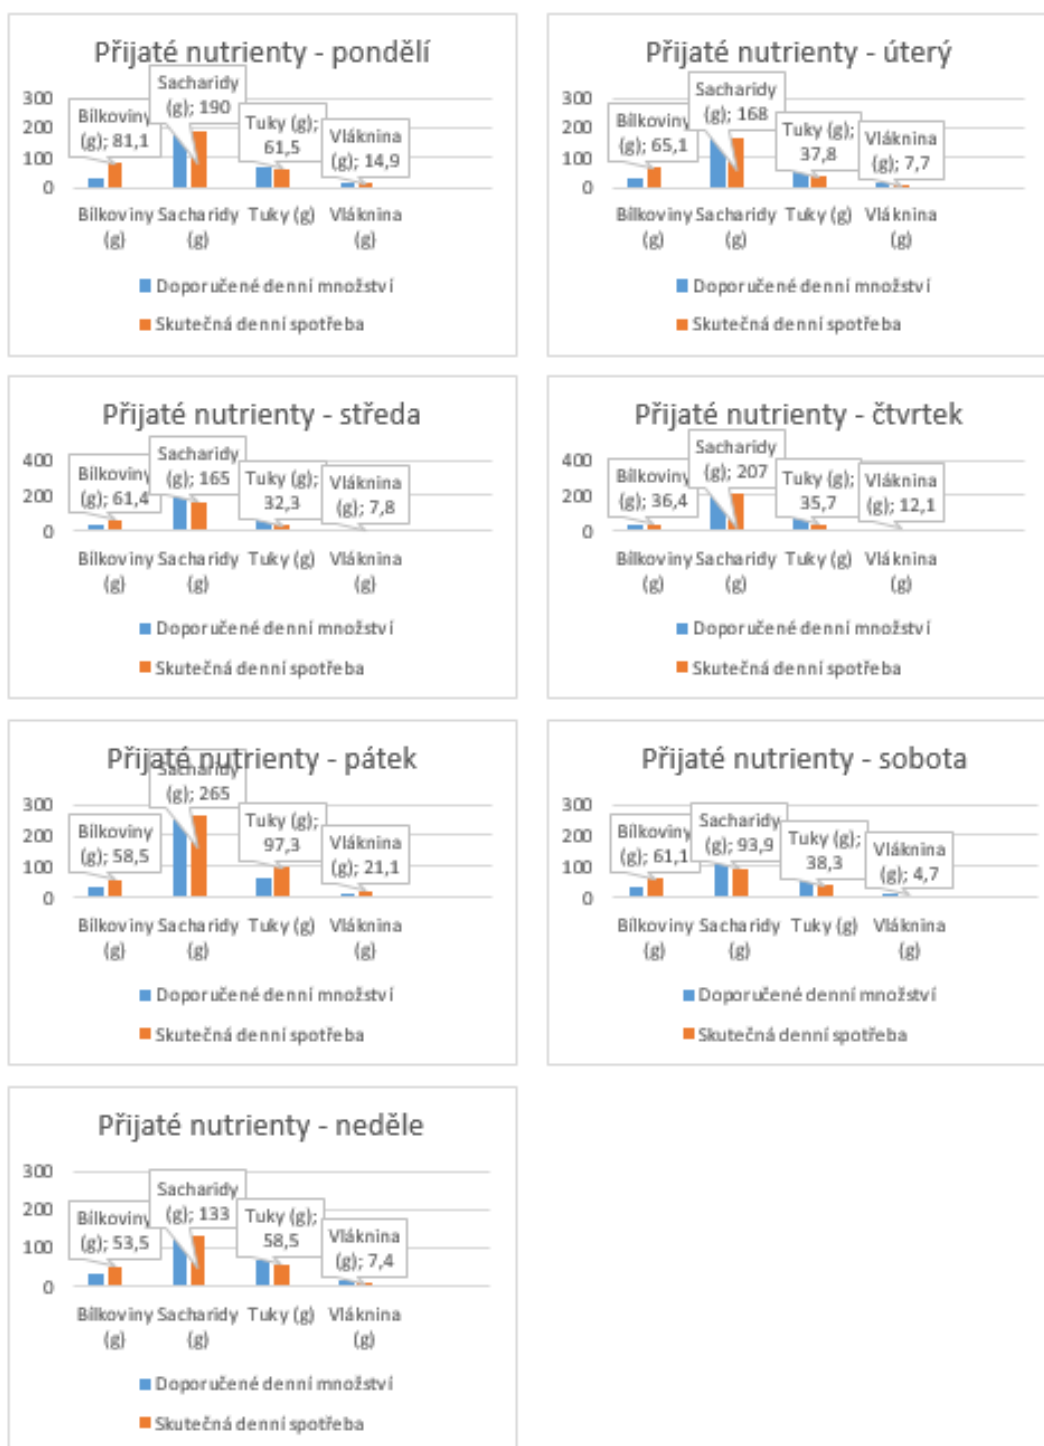 Přijaté nutrienty - pondělí
300
200
100
0
Bílkoviny
(g); 81,1
Sacharidy
(g); 190
Tuky (g);
61,5
Vláknina
(g); 14,9
Bílkoviny
(g)
Sacharidy
(g)
Tuky (g)
Vláknina
(g)
Doporučené denní množství
Skutečná denní spotřeba
Přijaté nutrienty - úterý
300
200
100
0
Bílkoviny
(g); 65,1
Sacharidy
(g); 168
Tuky (g);
37,8
Vláknina
(g); 7,7
Bílkoviny
(g)
Sacharidy
(g)
Tuky (g)
Vláknina
(g)
Doporučené denní množství
Skutečná denní spotřeba
Přijaté nutrienty - středa
400
200
0
Bílkoviny
(g); 61,4
Sacharidy
(g); 165
Tuky (g);
32,3
Vláknina
(g); 7,8
Bílkoviny
(g)
Sacharidy
(g)
Tuky (g)
Vláknina
(g)
Doporučené denní množství
Skutečná denní spotřeba
Přijaté nutrienty - čtvrtek
400
200
0
Bílkoviny
(g); 36,4
Sacharidy
(g); 207
Tuky (g);
35,7
Vláknina
(g); 12,1
Bílkoviny
(g)
Sacharidy
(g)
Tuky (g)
Vláknina
(g)
Doporučené denní množství
Skutečná denní spotřeba
Přijaté nutrienty - pátek
300
200
100
0
Bílkoviny
(g); 58,5
Sacharidy
(g); 265
Tuky (g);
97,3
Vláknina
(g); 21,1
Bílkoviny
(g)
Sacharidy
(g)
Tuky (g)
Vláknina
(g)
Doporučené denní množství
Skutečná denní spotřeba
Přijaté nutrienty - sobota
300
200
100
0
Bílkoviny
(g); 61,1
Sacharidy
(g); 93,9
Tuky (g);
38,3
Vláknina
(g); 4,7
Bílkoviny
(g)
Sacharidy
(g)
Tuky (g)
Vláknina
(g)
Doporučené denní množství
Skutečná denní spotřeba
Přijaté nutrienty - neděle
300
200
100
0
Bílkoviny
(g); 53,5
Sacharidy
(g); 133
Tuky (g);
58,5
Vláknina
(g); 7,4
Bílkoviny
(g)
Sacharidy
(g)
Tuky (g)
Vláknina
(g)
Doporučené denní množství
Skutečná denní spotřeba